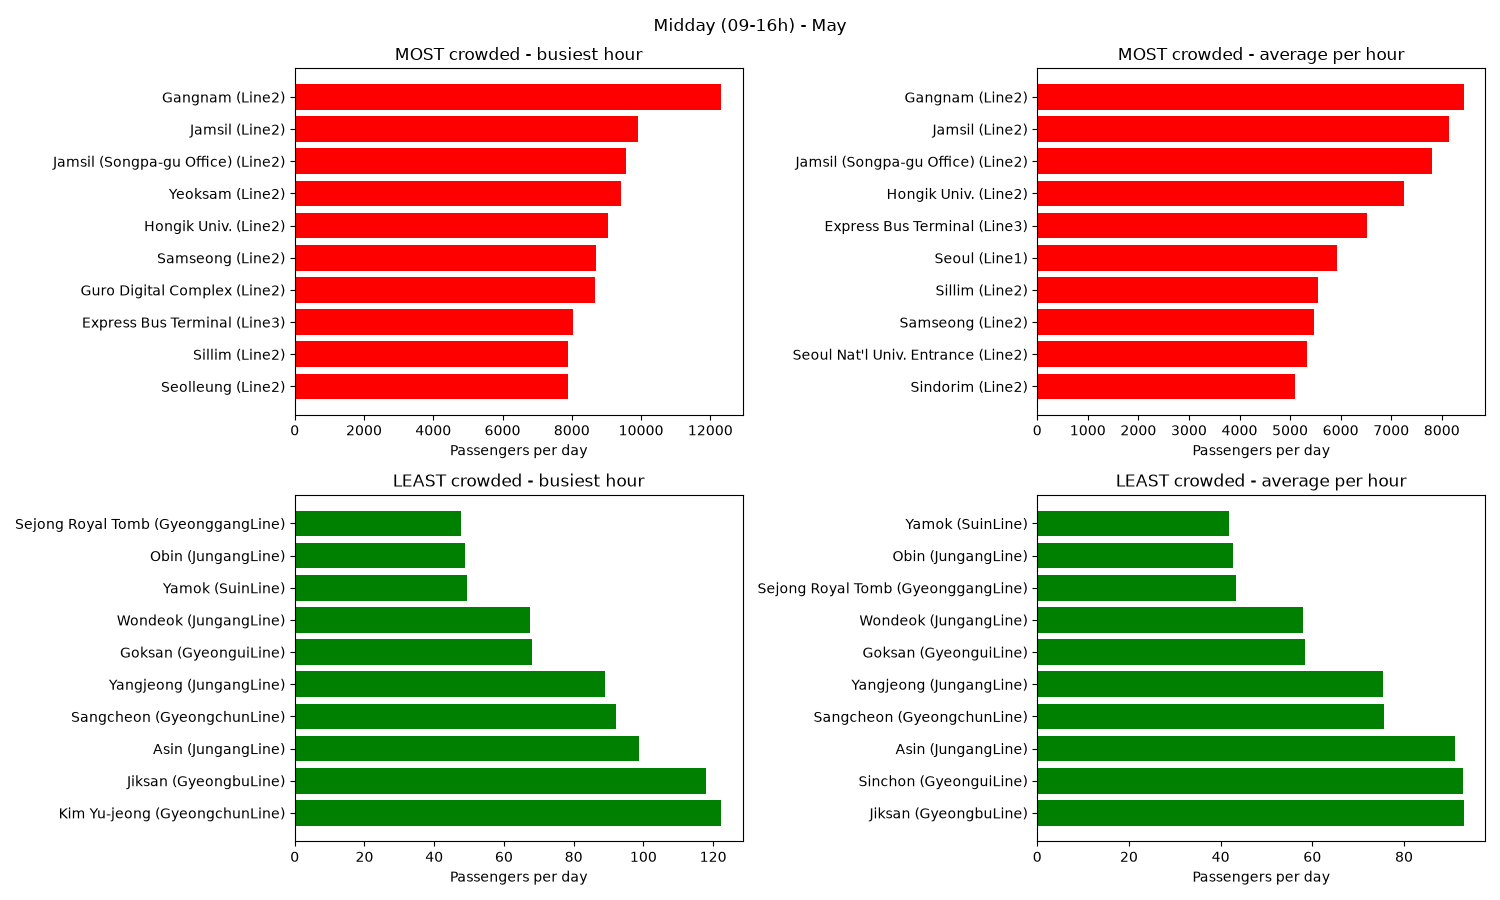 Midday (09-16h) - May
MOST crowded - busiest hour
Gangnam (Line2)
Jamsil (Line2)
Jamsil (Songpa-gu Office) (Line2)
Yeoksam (Line2)
Hongik Univ. (Line2)
Samseong (Line2)
Guro Digital Complex (Line2)
Express Bus Terminal (Line3)
Sillim (Line2)
Seolleung (Line2)
0 2000 4000 6000 8000 10000 12000
Passengers per day
MOST crowded - average per hour
Gangnam (Line2)
Jamsil (Line2)
Jamsil (Songpa-gu Office) (Line2)
Hongik Univ. (Line2)
Express Bus Terminal (Line3)
Seoul (Line1)
Sillim (Line2)
Samseong (Line2)
Seoul Nat'l Univ. Entrance (Line2)
Sindorim (Line2)
0 1000 2000 3000 4000 5000 6000 7000 8000
Passengers per day
LEAST crowded - busiest hour
Sejong Royal Tomb (GyeonggangLine)
Obin (JungangLine)
Yamok (SuinLine)
Wondeok (JungangLine)
Goksan (GyeonguiLine)
Yangjeong (JungangLine)
Sangcheon (GyeongchunLine)
Asin (JungangLine)
Jiksan (GyeongbuLine)
Kim Yu-jeong (GyeongchunLine)
0 20 40 60 80 100 120
Passengers per day
LEAST crowded - average per hour
Yamok (SuinLine)
Obin (JungangLine)
Sejong Royal Tomb (GyeonggangLine)
Wondeok (JungangLine)
Goksan (GyeonguiLine)
Yangjeong (JungangLine)
Sangcheon (GyeongchunLine)
Asin (JungangLine)
Sinchon (GyeonguiLine)
Jiksan (GyeongbuLine)
0 20 40 60 80
Passengers per day